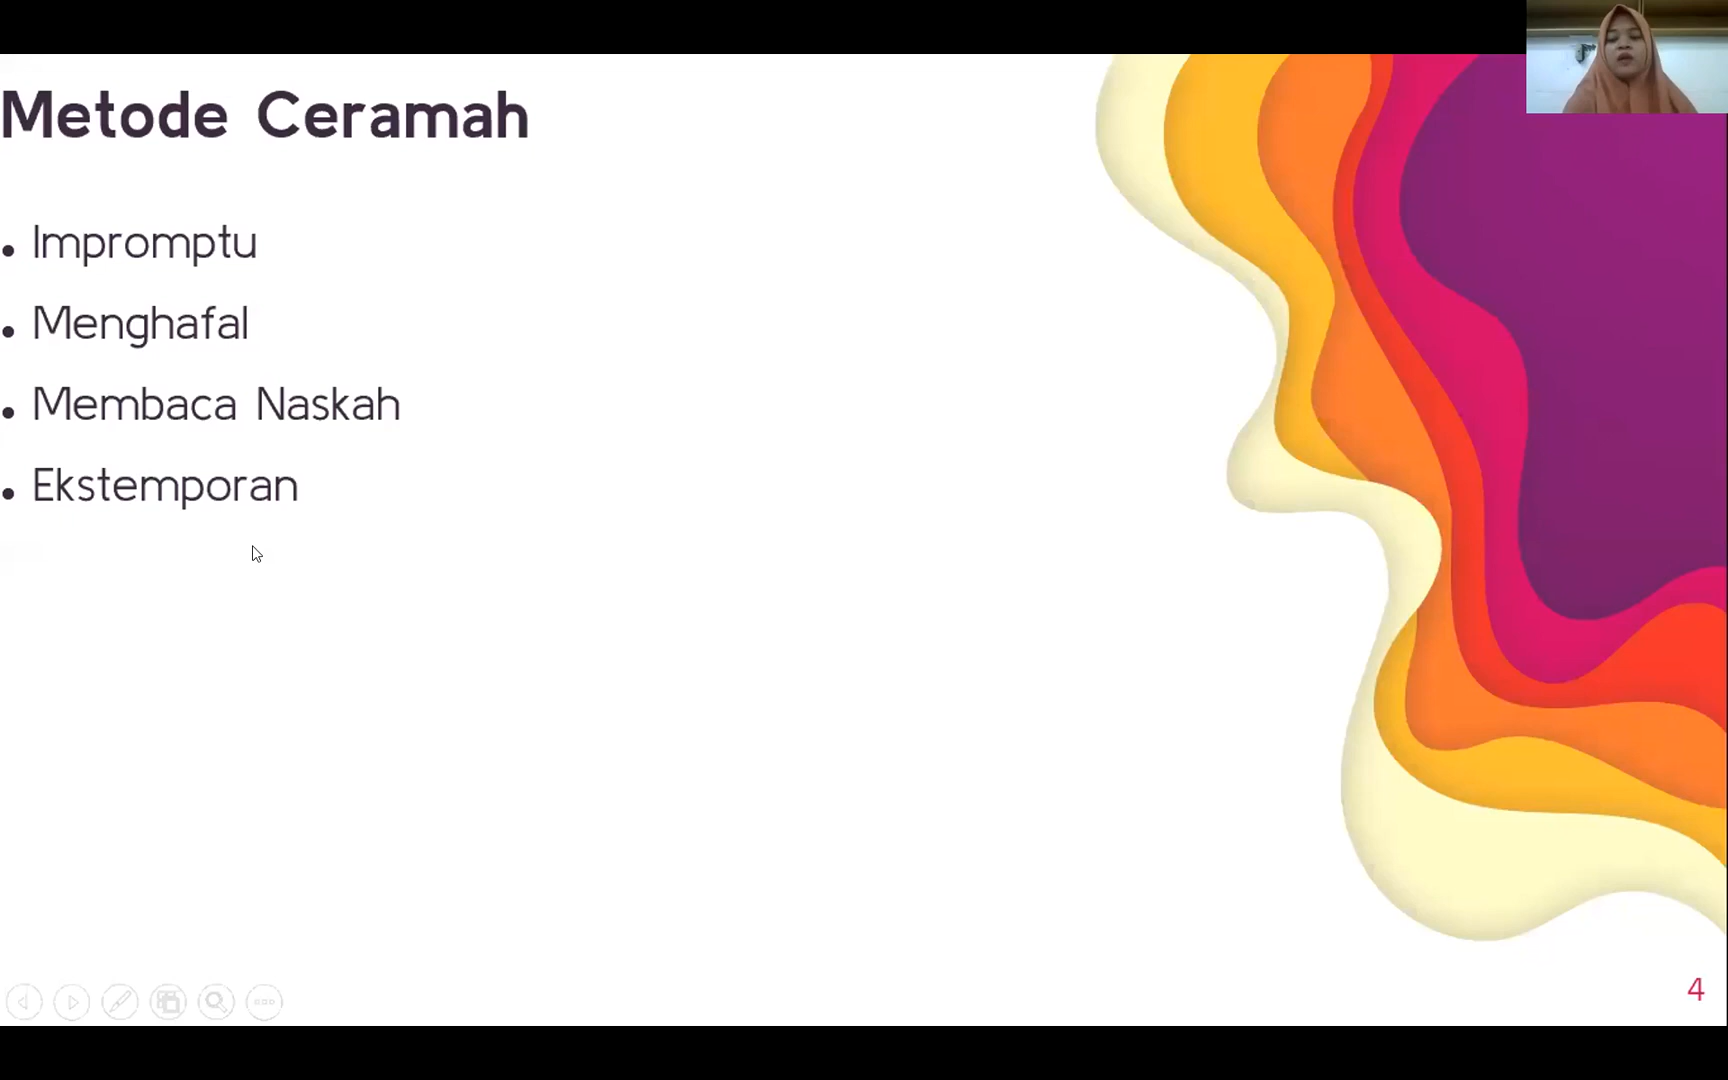 Metode Ceramah
• Impromptu
• Menghafal
• Membaca Naskah
• Ekstemporan
4